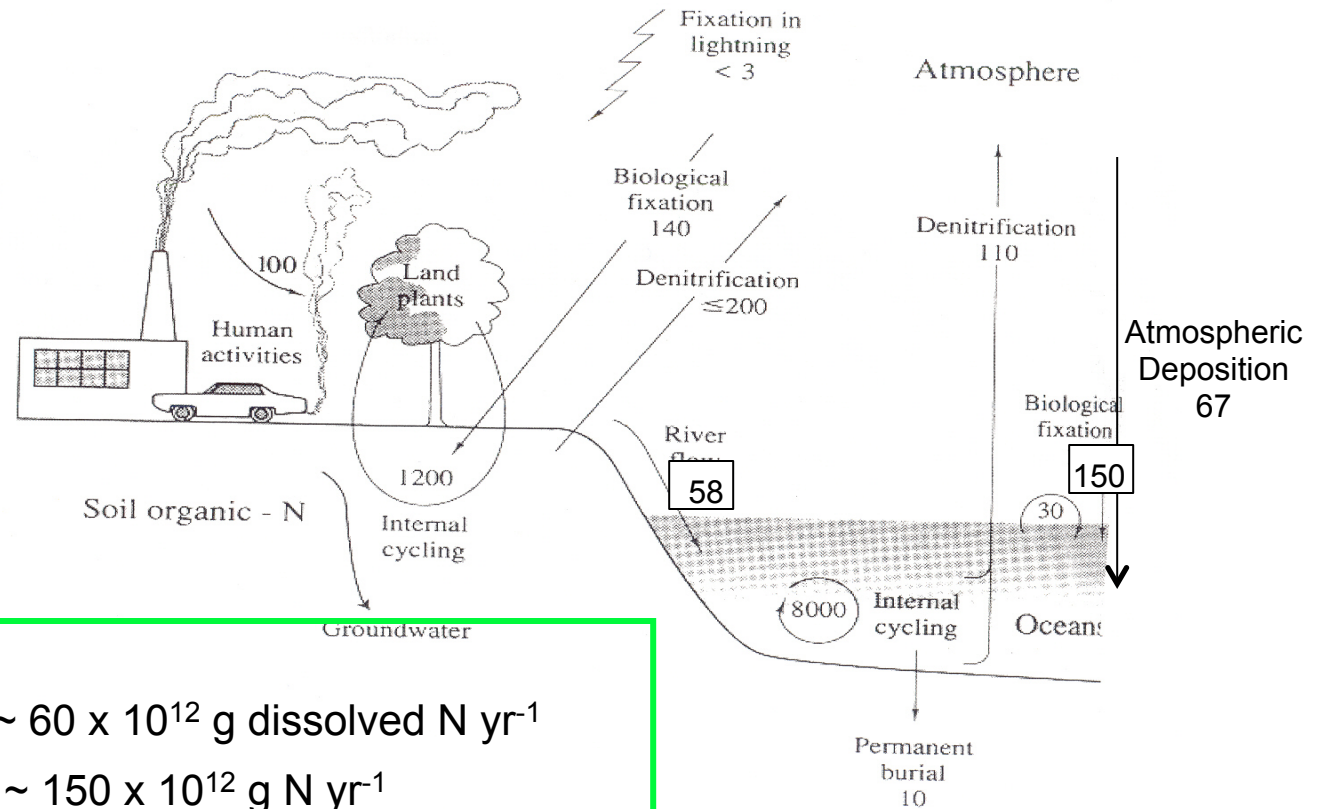 Fixation in
lightning
< 3
Atmosphere
Biological
fixation
140
Denitrification
≤200
Denitrification
110
Atmospheric
Deposition
67
100
Land
plants
Human
activities
Biological
fixation
150
30
River
flow
58
1200
Internal
cycling
Soil organic - N
Groundwater
8000
Internal
cycling
Oceans
Permanent
burial
10
~ 60 x 10¹² g dissolved N yr⁻¹
~ 150 x 10¹² g N yr⁻¹